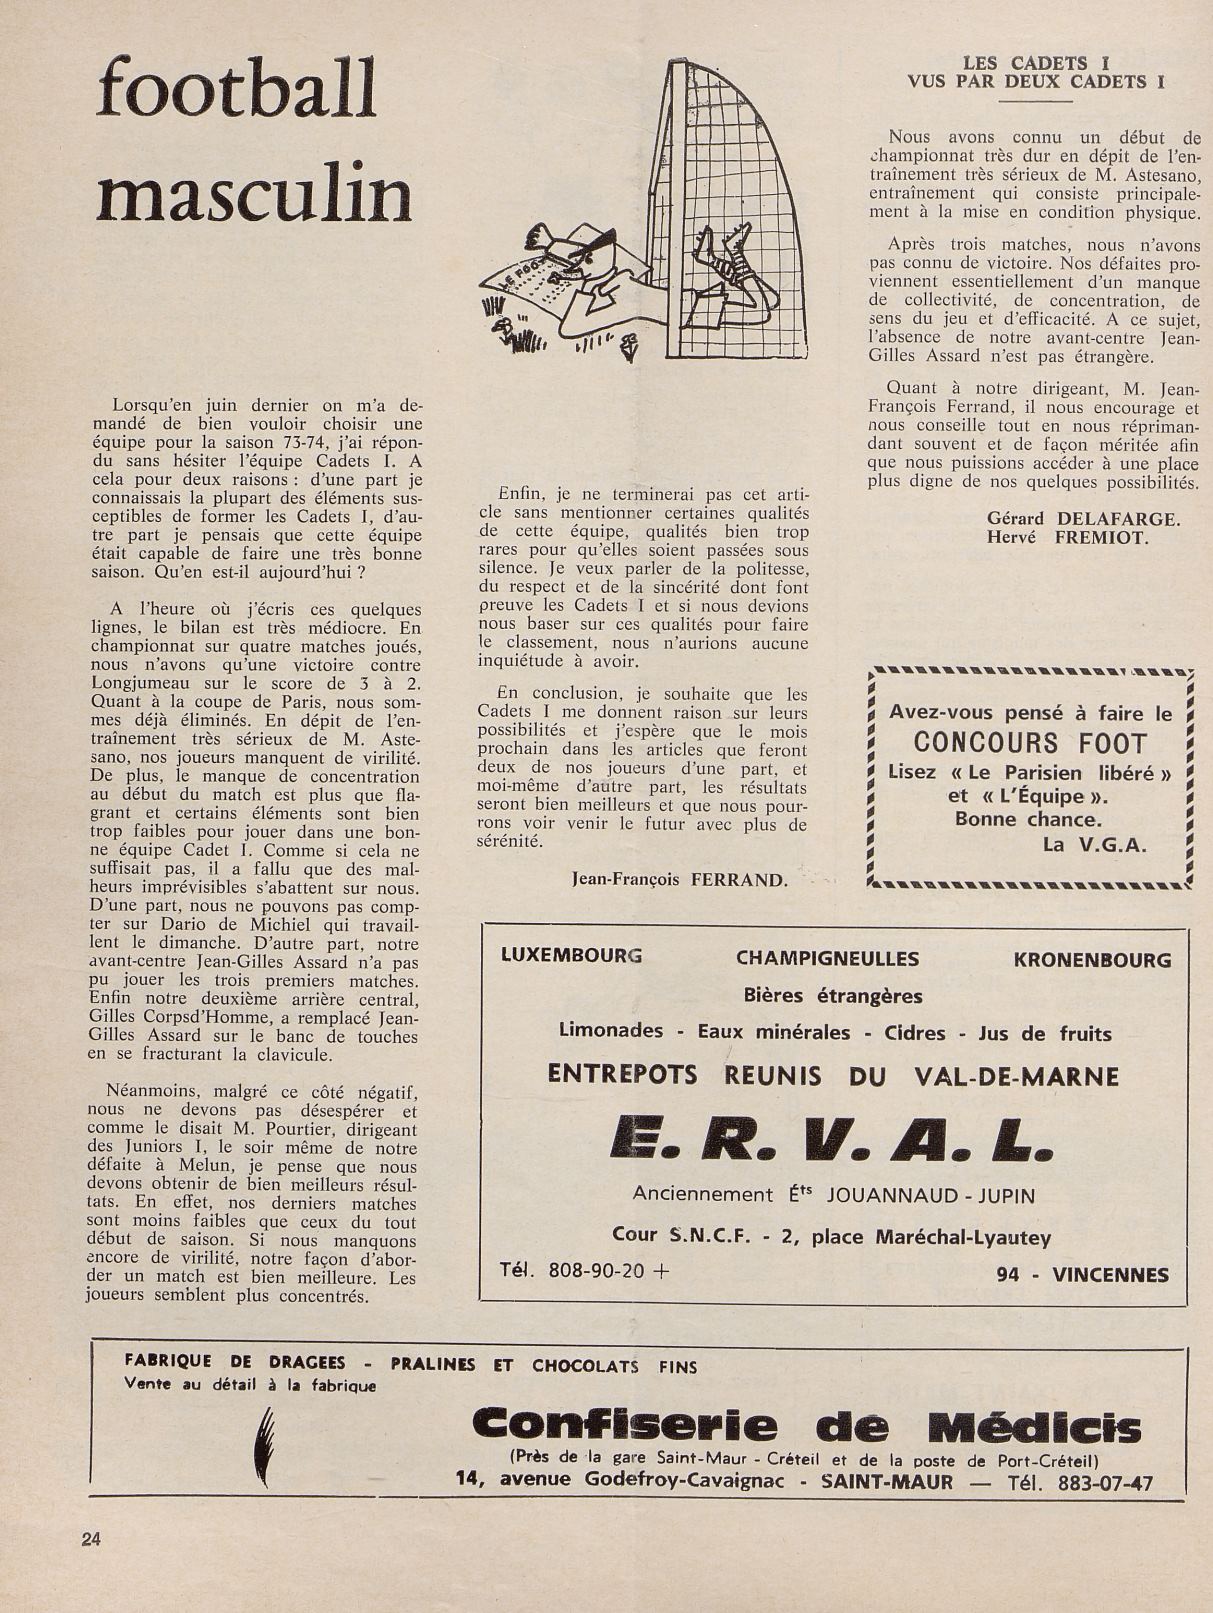 football
masculin
Lorsqu'en juin dernier on m'a de-
mandé de bien vouloir choisir une
équipe pour la saison 73-74, j'ai répon-
du sans hésiter l'équipe Cadets I. A
cela pour deux raisons : d'une part je
connaissais la plupart des éléments sus-
ceptibles de former les Cadets I, d'au-
tre part je pensais que cette équipe
était capable de faire une très bonne
saison. Qu'en est-il aujourd'hui ?
A l'heure où j'écris ces quelques
lignes, le bilan est très médiocre. En
championnat sur quatre matches joués,
nous n'avons qu'une victoire contre
Longjumeau sur le score de 3 à 2.
Quant à la coupe de Paris, nous som-
mes déjà éliminés. En dépit de l'en-
traînement très sérieux de M. Aste-
sano, nos joueurs manquent de virilité.
De plus, le manque de concentration
au début du match est plus que fla-
grant et certains éléments sont bien
trop faibles pour jouer dans une bon-
ne équipe Cadet I. Comme si cela ne
suffisait pas, il a fallu que des mal-
heurs imprévisibles s'abattent sur nous.
D'une part, nous ne pouvons pas comp-
ter sur Dario de Michiel qui travail-
lent le dimanche. D'autre part, notre
avant-centre Jean-Gilles Assard n'a pas
pu jouer les trois premiers matches.
Enfin notre deuxième arrière central,
Gilles Corpsd'Homme, a remplacé Jean-
Gilles Assard sur le banc de touches
en se fracturant la clavicule.
Néanmoins, malgré ce côté négatif,
nous ne devons pas désespérer et
comme le disait M. Pourtier, dirigeant
des Juniors I, le soir même de notre
défaite à Melun, je pense que nous
devons obtenir de bien meilleurs résul-
tats. En effet, nos derniers matches
sont moins faibles que ceux du tout
début de saison. Si nous manquons
encore de virilité, notre façon d'abor-
der un match est bien meilleure. Les
joueurs semblent plus concentrés.
LE FOOT
Enfin, je ne terminerai pas cet arti-
cle sans mentionner certaines qualités
de cette équipe, qualités bien trop
rares pour qu'elles soient passées sous
silence. Je veux parler de la politesse,
du respect et de la sincérité dont font
preuve les Cadets I et si nous devions
nous baser sur ces qualités pour faire
le classement, nous n'aurions aucune
inquiétude à avoir.
En conclusion, je souhaite que les
Cadets I me donnent raison sur leurs
possibilités et j'espère que le mois
prochain dans les articles que feront
deux de nos joueurs d'une part, et
moi-même d'autre part, les résultats
seront bien meilleurs et que nous pour-
rons voir venir le futur avec plus de
sérénité.
Jean-François FERRAND.
LES CADETS I
VUS PAR DEUX CADETS I
Nous avons connu un début de
championnat très dur en dépit de l'en-
traînement très sérieux de M. Astesano,
entraînement qui consiste principale-
ment à la mise en condition physique.
Après trois matches, nous n'avons
pas connu de victoire. Nos défaites pro-
viennent essentiellement d'un manque
de collectivité, de concentration, de
sens du jeu et d'efficacité. A ce sujet,
l'absence de notre avant-centre Jean-
Gilles Assard n'est pas étrangère.
Quant à notre dirigeant, M. Jean-
François Ferrand, il nous encourage et
nous conseille tout en nous répriman-
dant souvent et de façon méritée afin
que nous puissions accéder à une place
plus digne de nos quelques possibilités.
Gérard DELAFARGE.
Hervé FREMIOT.
Avez-vous pensé à faire le
CONCOURS FOOT
Lisez « Le Parisien libéré »
et « L'Équipe ».
Bonne chance.
La V.G.A.
LUXEMBOURG CHAMPIGNEULLES KRONENBOURG
Bières étrangères
Limonades - Eaux minérales - Cidres - Jus de fruits
ENTREPOTS REUNIS DU VAL-DE-MARNE
E. R. V. A. L.
Anciennement Éts JOUANNAUD - JUPIN
Cour S.N.C.F. - 2, place Maréchal-Lyautey
Tél. 808-90-20 + 94 - VINCENNES
FABRIQUE DE DRAGEES - PRALINES ET CHOCOLATS FINS
Vente au détail à la fabrique
Confiserie de Médicis
(Près de la gare Saint-Maur - Créteil et de la poste de Port-Créteil)
14, avenue Godefroy-Cavaignac - SAINT-MAUR — Tél. 883-07-47
24